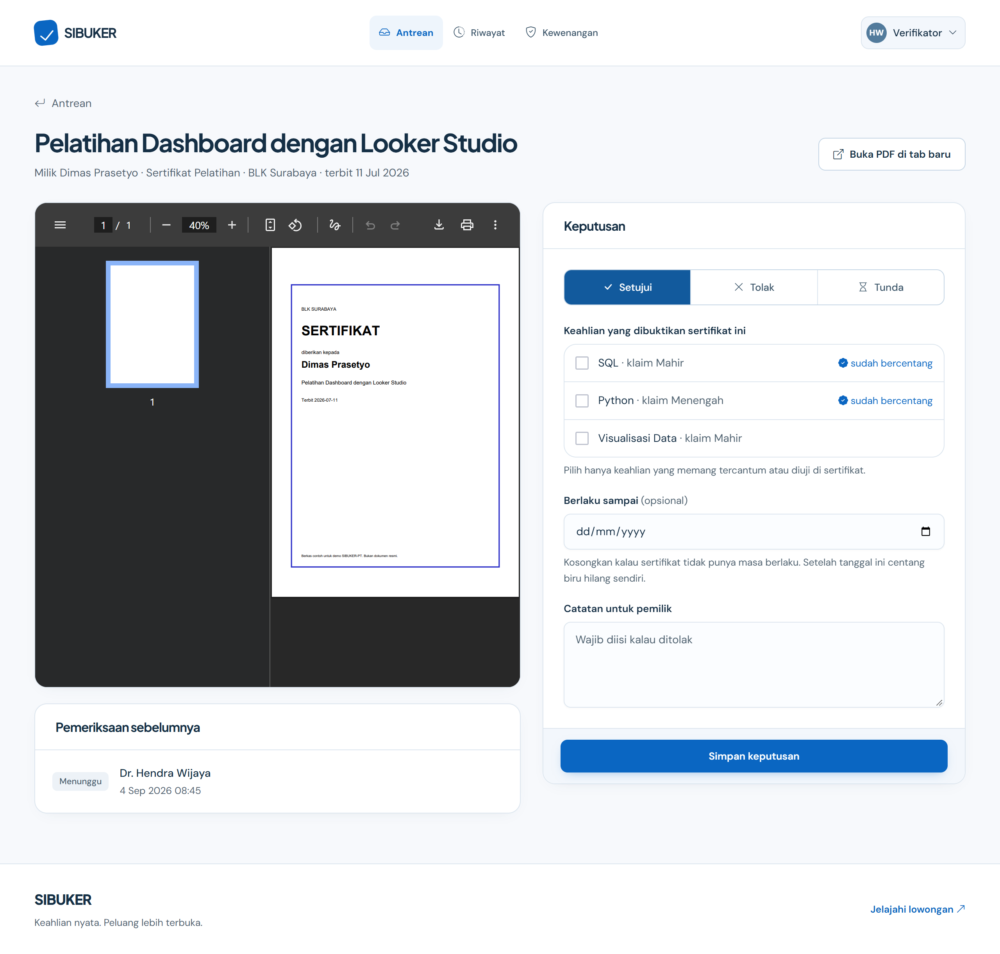 SIBUKER
Antrean
Riwayat
Kewenangan
HW
Verifikator
Antrean
Pelatihan Dashboard dengan Looker Studio
Milik Dimas Prasetyo · Sertifikat Pelatihan · BLK Surabaya · terbit 11 Jul 2026
Buka PDF di tab baru
1 / 1
40%
1
BLK SURABAYA
SERTIFIKAT
diberikan kepada
Dimas Prasetyo
Pelatihan Dashboard dengan Looker Studio
Terbit 2026-07-11
Berkas contoh untuk demo SIBUKER-PT. Bukan dokumen resmi.
Pemeriksaan sebelumnya
Menunggu
Dr. Hendra Wijaya
4 Sep 2026 08:45
Keputusan
Setujui
Tolak
Tunda
Keahlian yang dibuktikan sertifikat ini
SQL · klaim Mahir
sudah bercentang
Python · klaim Menengah
sudah bercentang
Visualisasi Data · klaim Mahir
Pilih hanya keahlian yang memang tercantum atau diuji di sertifikat.
Berlaku sampai (opsional)
dd/mm/yyyy
Kosongkan kalau sertifikat tidak punya masa berlaku. Setelah tanggal ini centang
biru hilang sendiri.
Catatan untuk pemilik
Wajib diisi kalau ditolak
Simpan keputusan
SIBUKER
Keahlian nyata. Peluang lebih terbuka.
Jelajahi lowongan